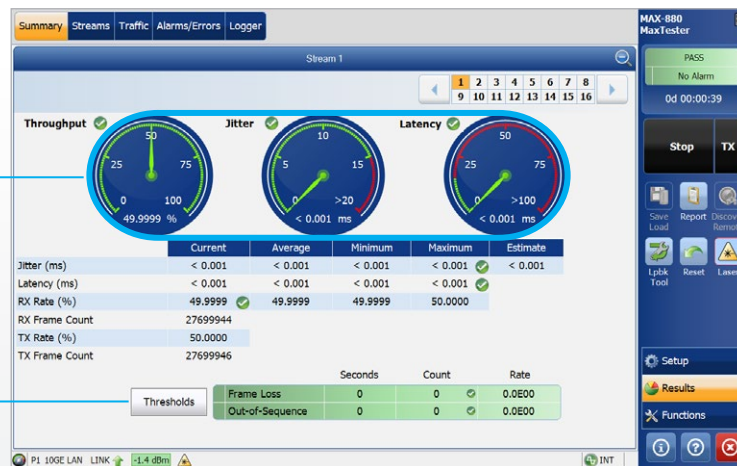 Summary Streams Traffic Alarms/Errors Logger
MAX-880
MaxTester
Stream 1
PASS
No Alarm
0d 00:00:39
1 2 3 4 5 6 7 8
9 10 11 12 13 14 15 16
Throughput
25 50 75
0 100
49.9999 %
Jitter
5 10 15
0 >20
< 0.001 ms
Latency
25 50 75
0 >100
< 0.001 ms
Stop TX
Save
Load
Report
Discov
Remot
Lpbk
Tool
Reset
Laser
Current Average Minimum Maximum Estimate
Jitter (ms) < 0.001 < 0.001 < 0.001 < 0.001 < 0.001
Latency (ms) < 0.001 < 0.001 < 0.001 < 0.001
RX Rate (%) 49.9999 49.9999 49.9999 50.0000
RX Frame Count 27699944
TX Rate (%) 50.0000
TX Frame Count 27699946
Seconds Count Rate
Thresholds
Frame Loss 0 0 0.0E00
Out-of-Sequence 0 0 0.0E00
Setup
Results
Functions
P1 10GE LAN LINK -1.4 dBm
INT